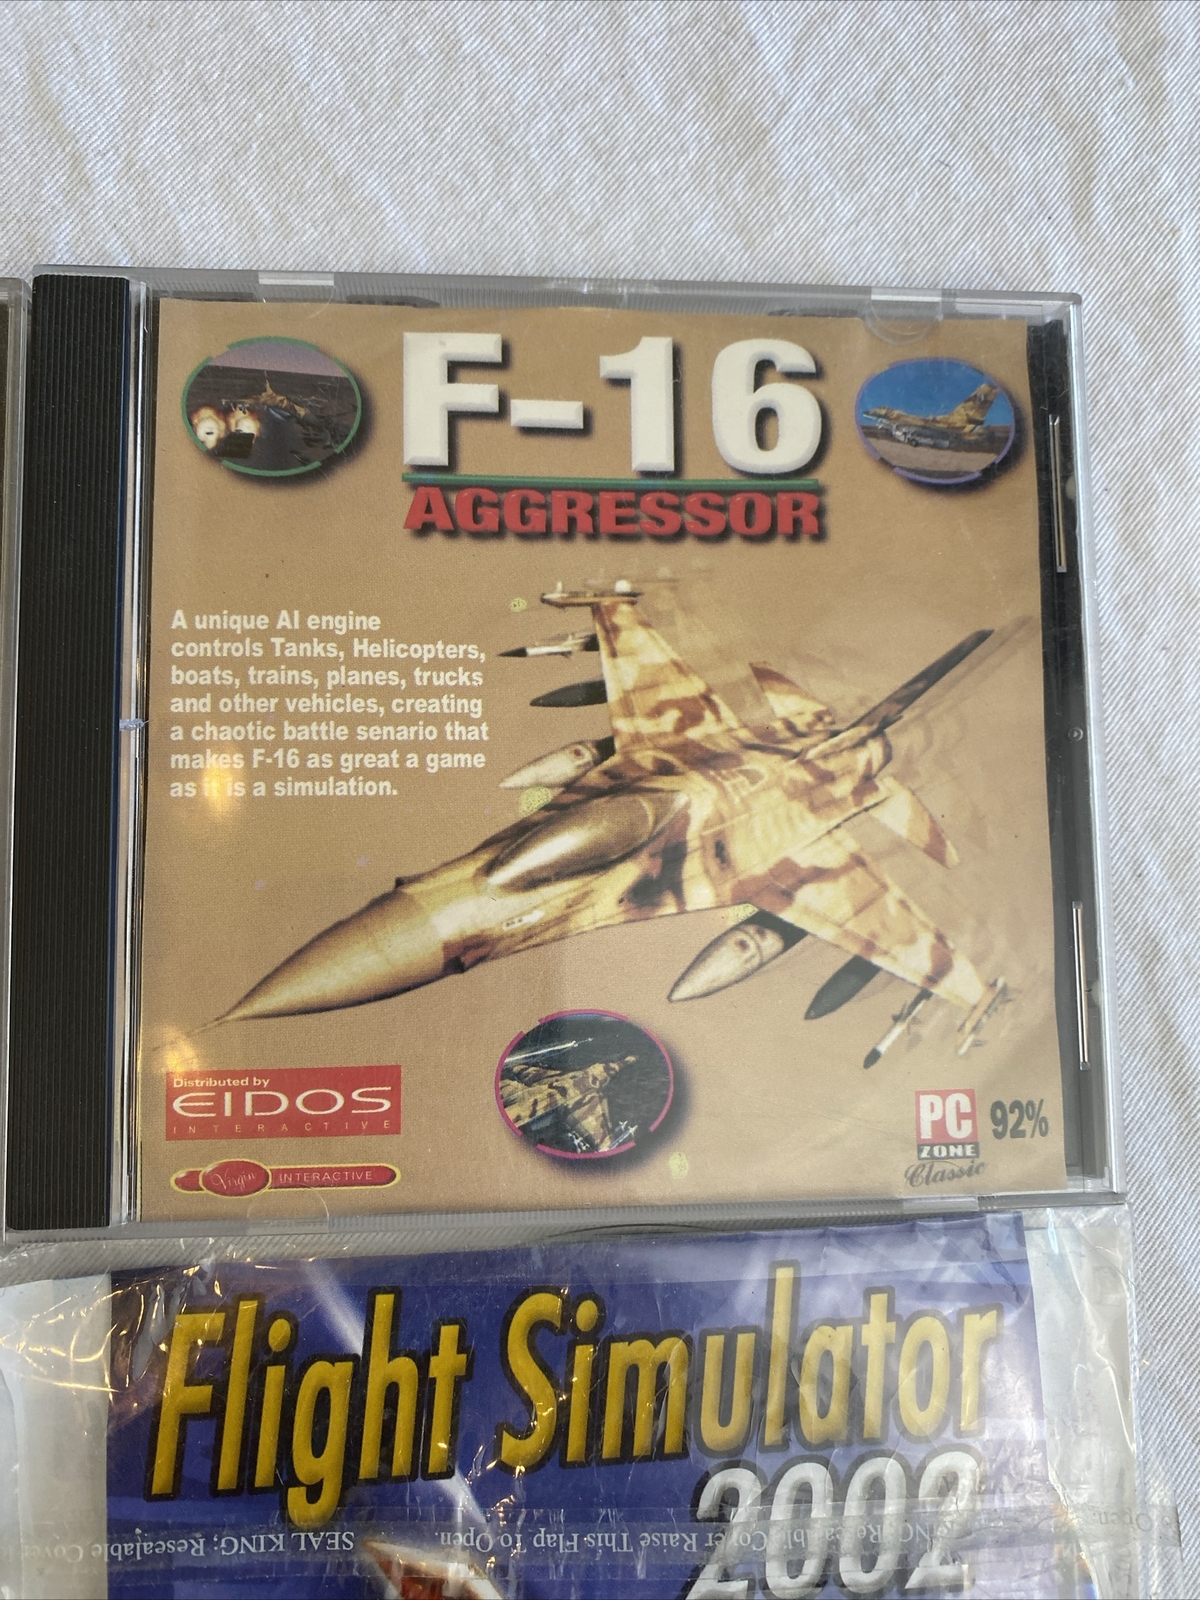 F-16
AGGRESSOR
A unique AI engine
controls Tanks, Helicopters,
boats, trains, planes, trucks
and other vehicles, creating
a chaotic battle senario that
makes F-16 as great a game
as it is a simulation.
Distributed by
EIDOS
INTERACTIVE
Virgin INTERACTIVE
PC
ZONE
Classic
92%
Flight Simulator
2002
SEAL KING; Resealable Cover Raise This Flap To Open.